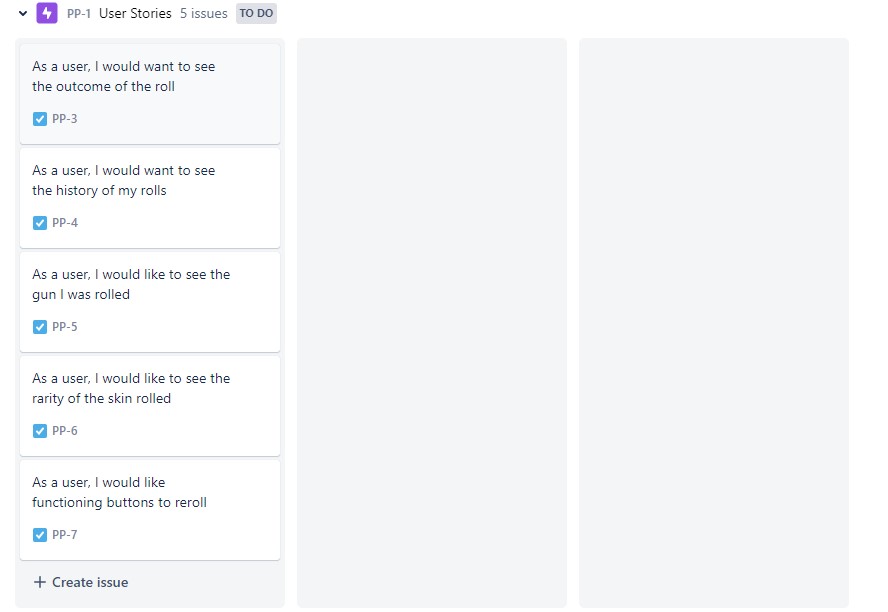 PP-1 User Stories 5 issues TO DO
As a user, I would want to see
the outcome of the roll
PP-3
As a user, I would want to see
the history of my rolls
PP-4
As a user, I would like to see the
gun I was rolled
PP-5
As a user, I would like to see the
rarity of the skin rolled
PP-6
As a user, I would like
functioning buttons to reroll
PP-7
+ Create issue